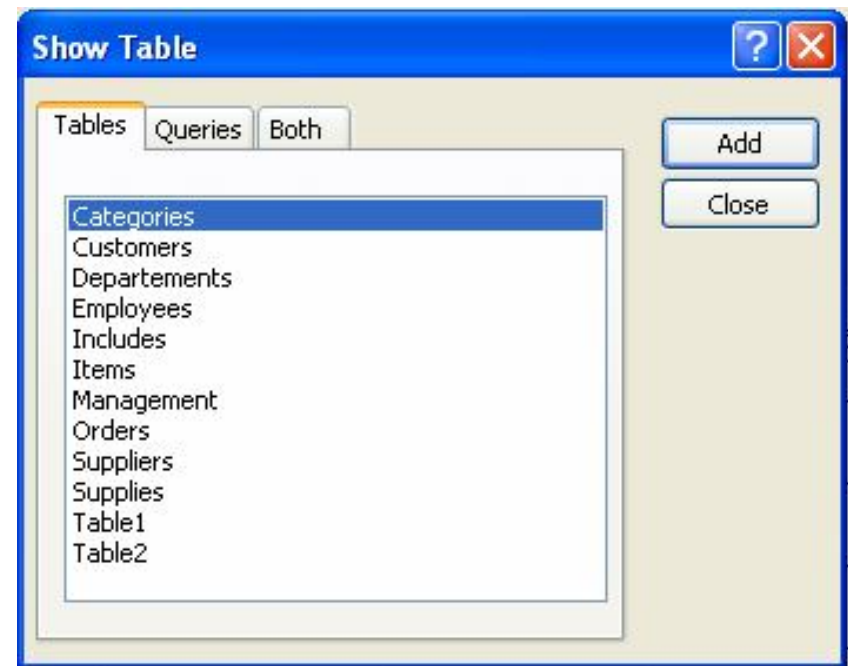 Show Table
?
Tables Queries Both
Add
Close
Categories
Customers
Departements
Employees
Includes
Items
Management
Orders
Suppliers
Supplies
Table1
Table2